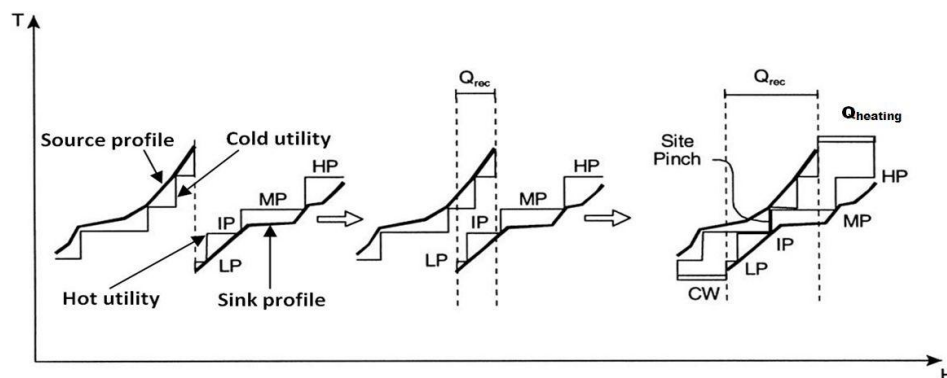 T
Source profile
Cold utility
HP
MP
IP
LP
Hot utility
Sink profile
Qrec
HP
MP
IP
LP
Qrec
Qheating
Site
Pinch
HP
MP
IP
LP
CW
H